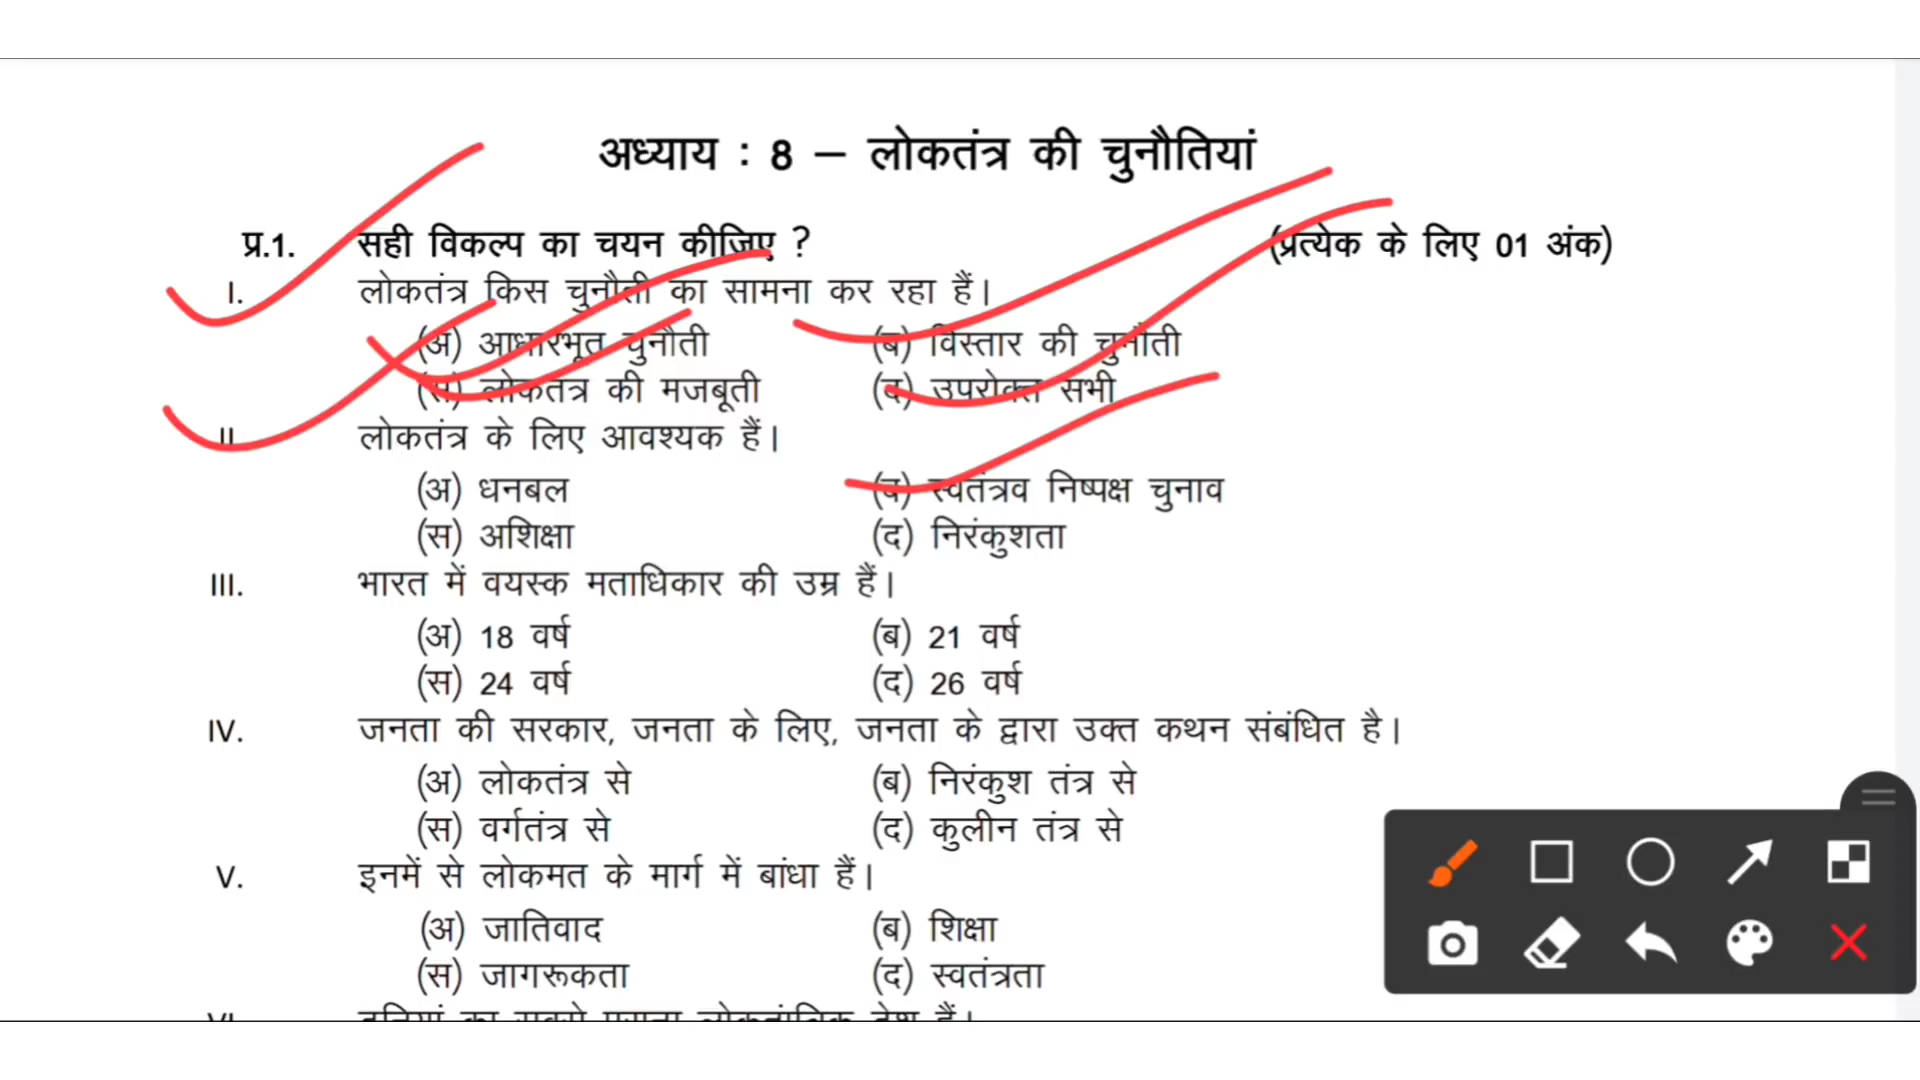 अध्याय : 8 – लोकतंत्र की चुनौतियां
प्र.1. सही विकल्प का चयन कीजिए ? (प्रत्येक के लिए 01 अंक)
I. लोकतंत्र किस चुनौती का सामना कर रहा हैं।
(अ) आधारभूत चुनौती (ब) विस्तार की चुनौती
(स) लोकतंत्र की मजबूती (द) उपरोक्त सभी
II. लोकतंत्र के लिए आवश्यक हैं।
(अ) धनबल (ब) स्वतंत्रव निष्पक्ष चुनाव
(स) अशिक्षा (द) निरंकुशता
III. भारत में वयस्क मताधिकार की उम्र हैं।
(अ) 18 वर्ष (ब) 21 वर्ष
(स) 24 वर्ष (द) 26 वर्ष
IV. जनता की सरकार, जनता के लिए, जनता के द्वारा उक्त कथन संबंधित है।
(अ) लोकतंत्र से (ब) निरंकुश तंत्र से
(स) वर्गतंत्र से (द) कुलीन तंत्र से
V. इनमें से लोकमत के मार्ग में बांधा हैं।
(अ) जातिवाद (ब) शिक्षा
(स) जागरूकता (द) स्वतंत्रता